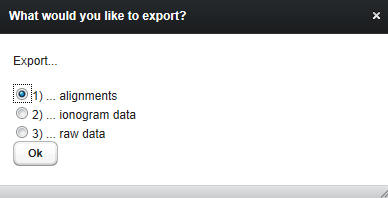 What would you like to export? ×
Export...
1) ... alignments
2) ... ionogram data
3) ... raw data
Ok